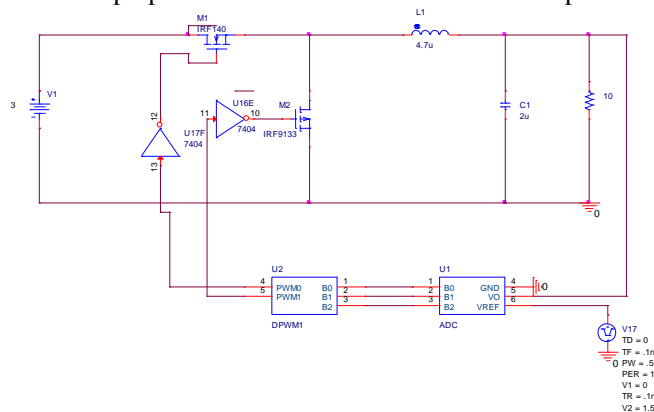 M1
IRF140
L1
4.7u
3
V1
12
U17F
7404
13
11
U16E
10
7404
M2
IRF9133
C1
2u
10
0
U2
4
PWM0
B0
1
5
PWM1
B1
2
B2
3
DPWM1
U1
1
B0
GND
4
2
B1
VO
5
3
B2
VREF
6
ADC
0
V17
TD = 0
TF = .1n
0
PW = .5
PER = 1
V1 = 0
TR = .1n
V2 = 1.5